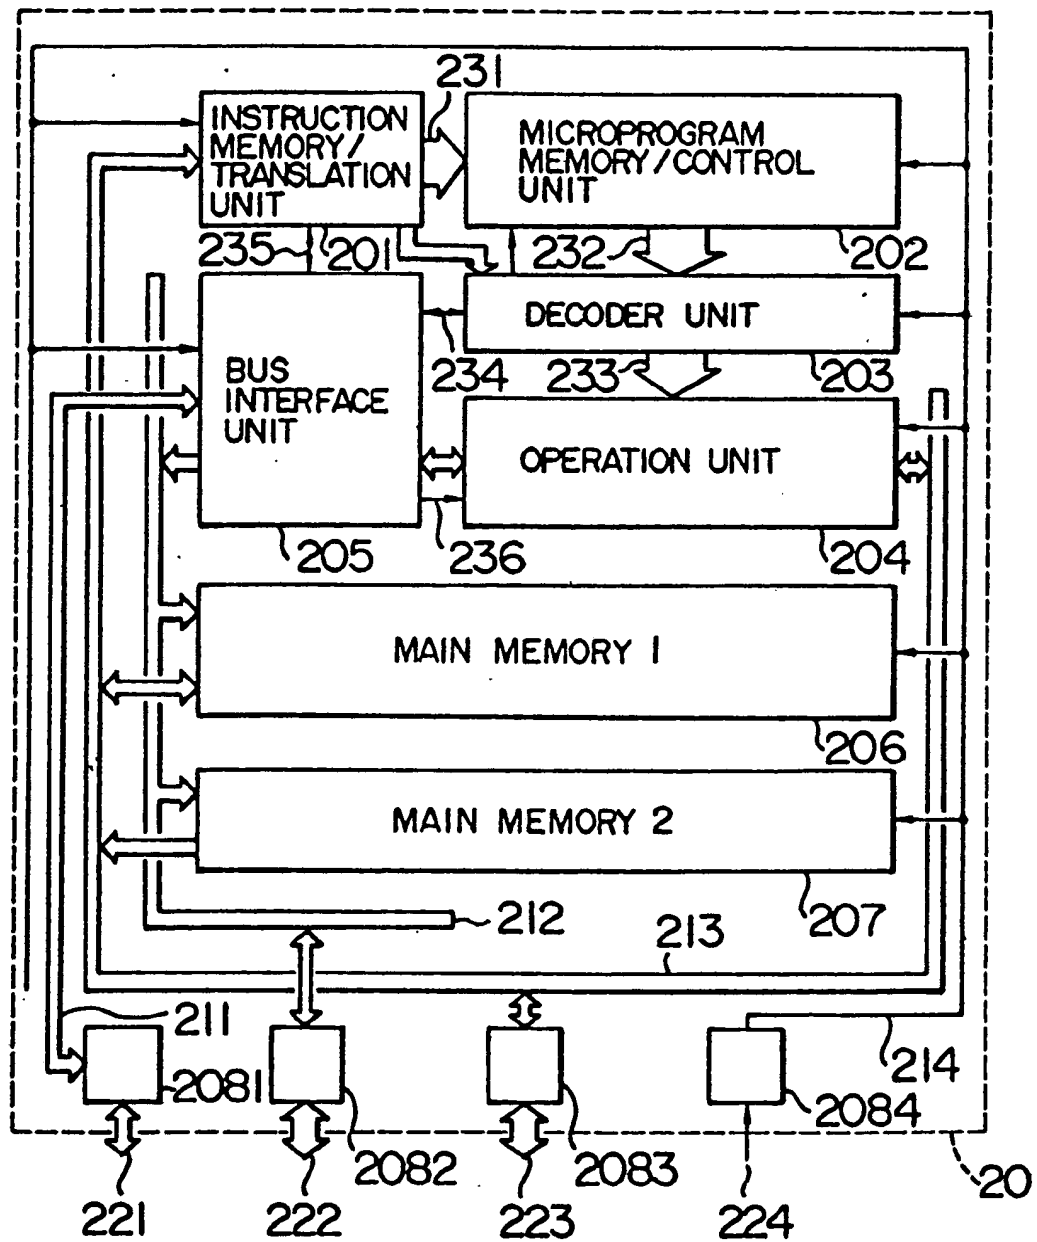 231
INSTRUCTION
MEMORY/
TRANSLATION
UNIT
MICROPROGRAM
MEMORY/CONTROL
UNIT
235
201
232
202
DECODER UNIT
234
233
203
BUS
INTERFACE
UNIT
OPERATION UNIT
205
236
204
MAIN MEMORY 1
206
MAIN MEMORY 2
207
212
213
211
214
2081
2082
2083
2084
20
221
222
223
224